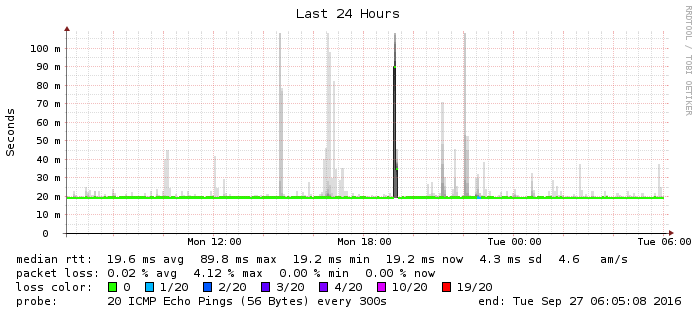 Last 24 Hours
RRDTOOL / TOBI OETIKER
Seconds
100 m
90 m
80 m
70 m
60 m
50 m
40 m
30 m
20 m
10 m
0
Mon 12:00 Mon 18:00 Tue 00:00 Tue 06:00
median rtt: 19.6 ms avg 89.8 ms max 19.2 ms min 19.2 ms now 4.3 ms sd 4.6 am/s
packet loss: 0.02 % avg 4.12 % max 0.00 % min 0.00 % now
loss color: 0 1/20 2/20 3/20 4/20 10/20 19/20
probe: 20 ICMP Echo Pings (56 Bytes) every 300s end: Tue Sep 27 06:05:08 2016